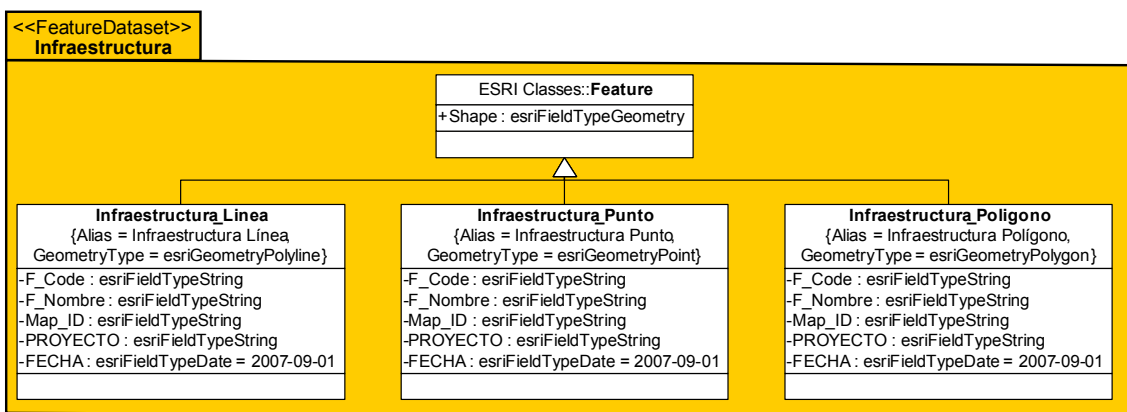 <<FeatureDataset>>
Infraestructura
ESRI Classes::Feature
+Shape : esriFieldTypeGeometry
Infraestructura_Linea
{Alias = Infraestructura Línea,
GeometryType = esriGeometryPolyline}
-F_Code : esriFieldTypeString
-F_Nombre : esriFieldTypeString
-Map_ID : esriFieldTypeString
-PROYECTO : esriFieldTypeString
-FECHA : esriFieldTypeDate = 2007-09-01
Infraestructura_Punto
{Alias = Infraestructura Punto,
GeometryType = esriGeometryPoint}
-F_Code : esriFieldTypeString
-F_Nombre : esriFieldTypeString
-Map_ID : esriFieldTypeString
-PROYECTO : esriFieldTypeString
-FECHA : esriFieldTypeDate = 2007-09-01
Infraestructura_Poligono
{Alias = Infraestructura Polígono,
GeometryType = esriGeometryPolygon}
-F_Code : esriFieldTypeString
-F_Nombre : esriFieldTypeString
-Map_ID : esriFieldTypeString
-PROYECTO : esriFieldTypeString
-FECHA : esriFieldTypeDate = 2007-09-01